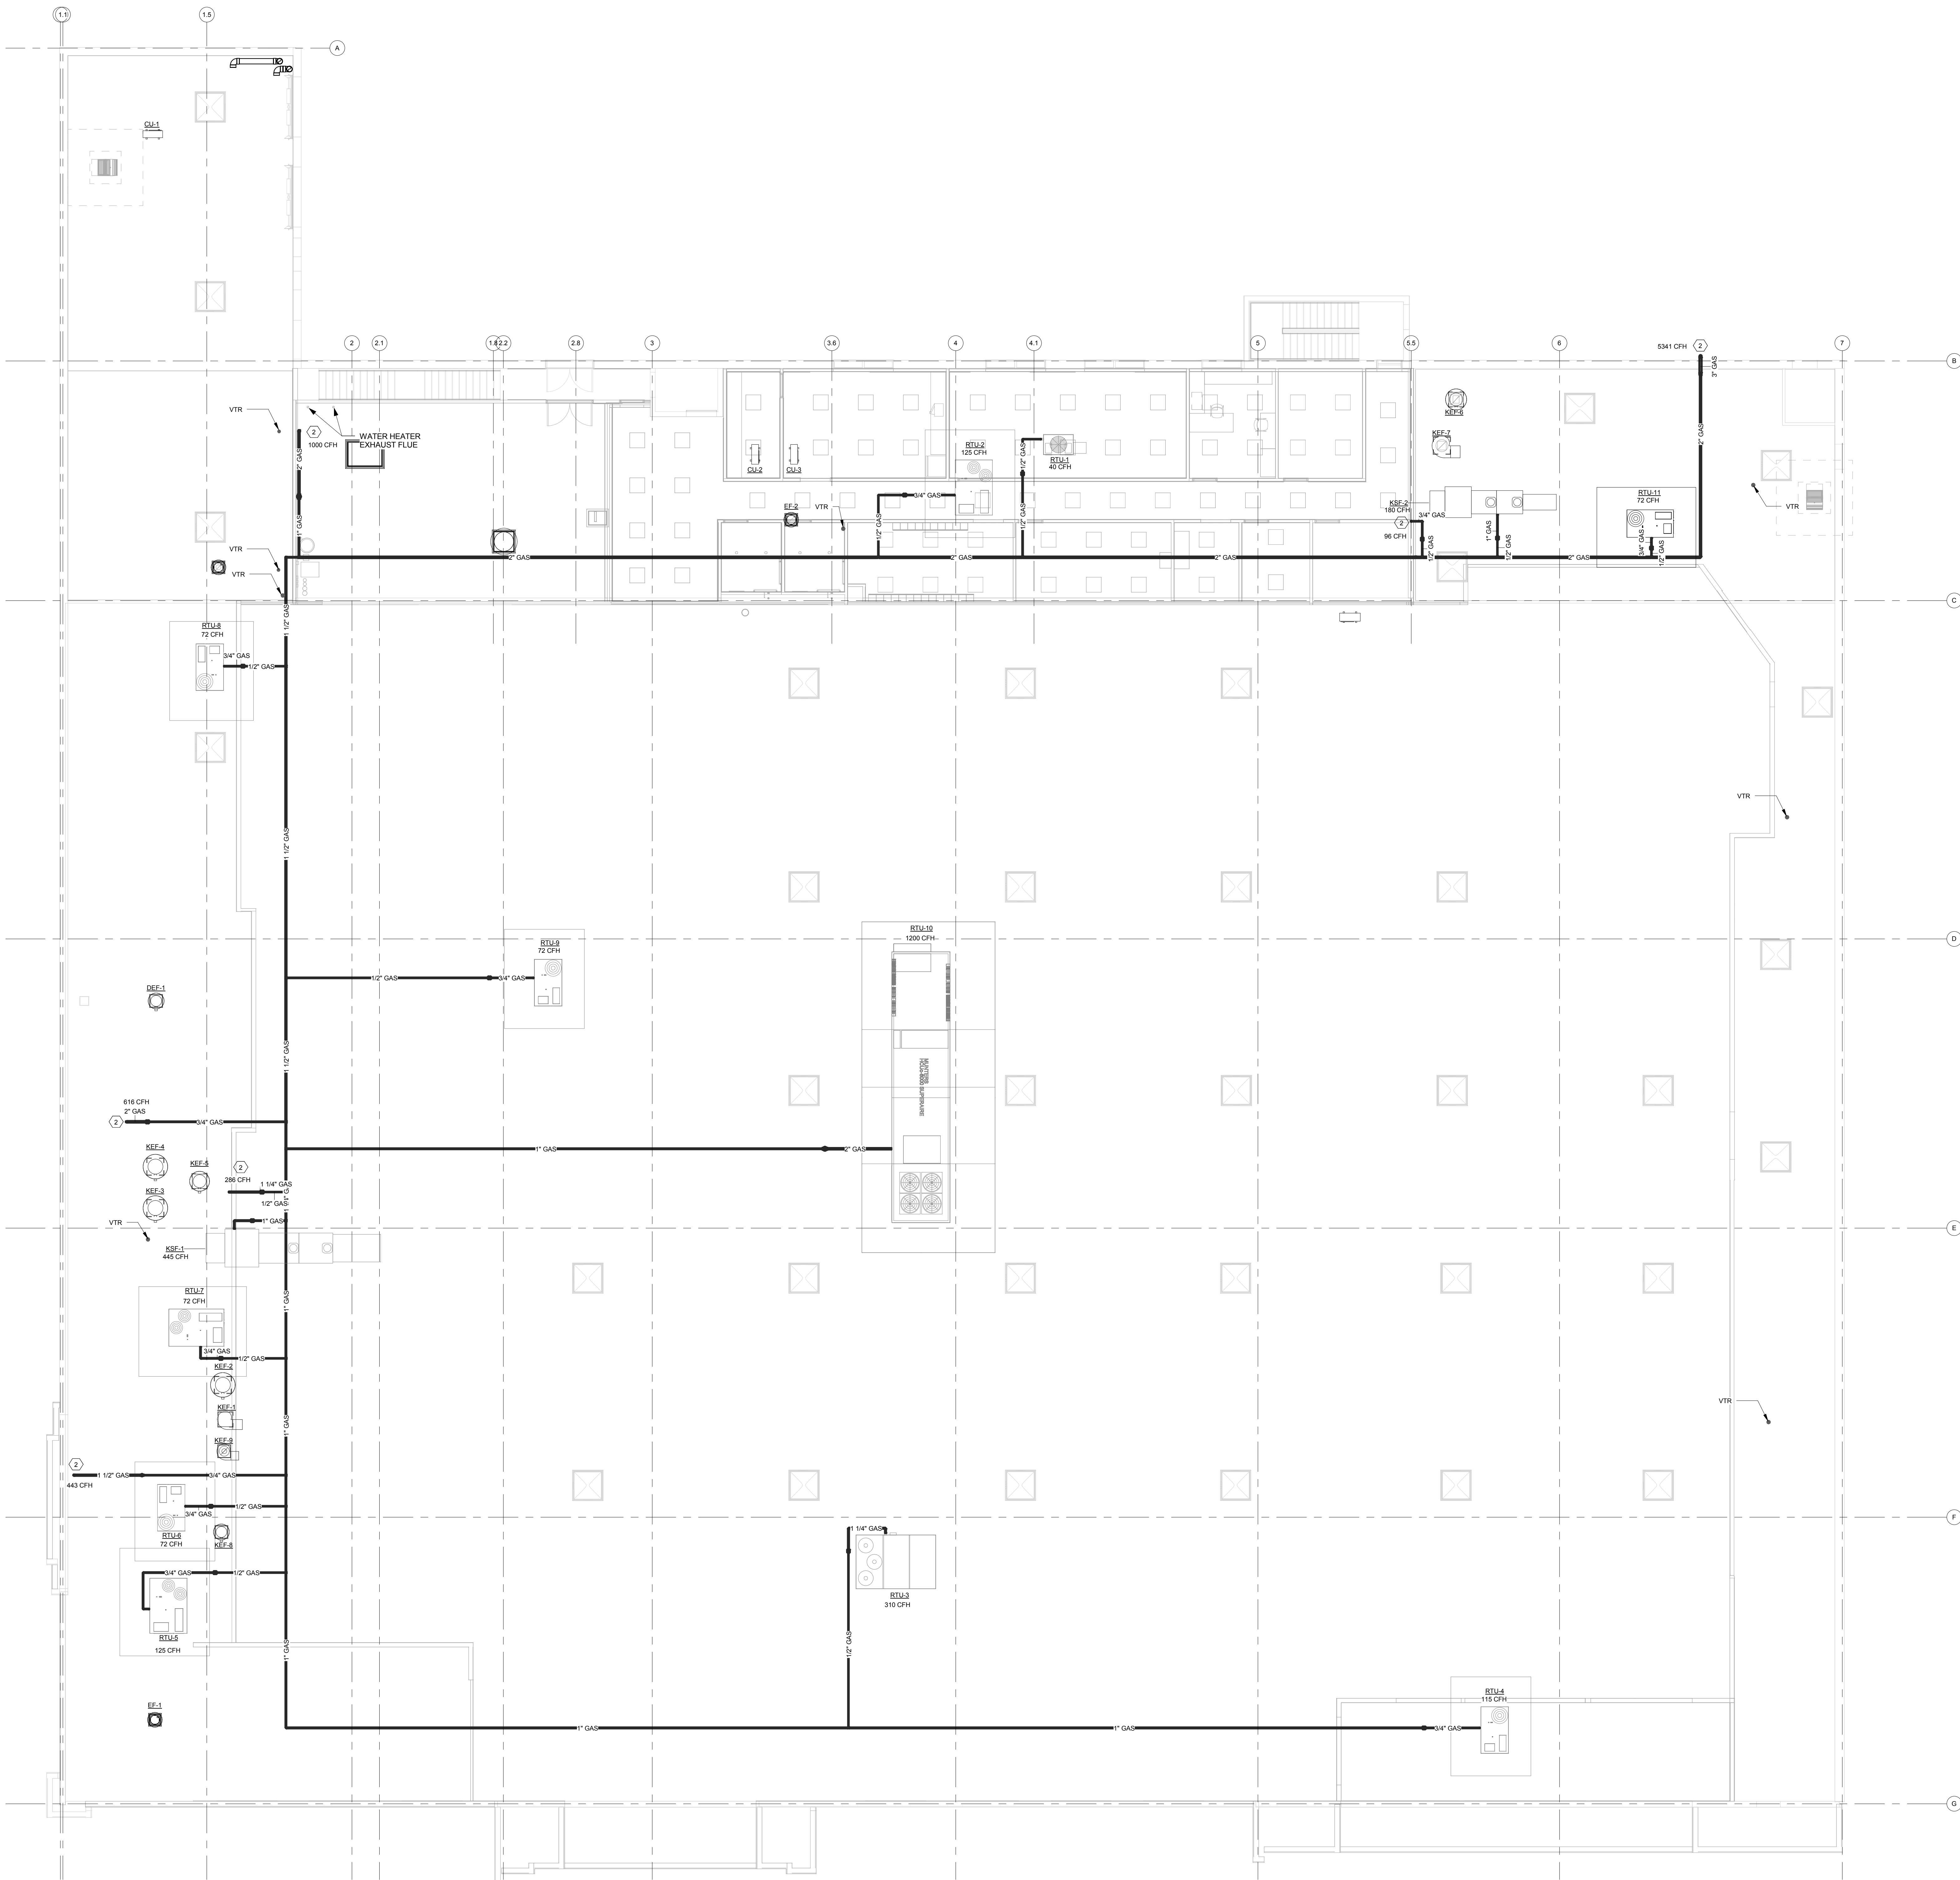 1.1
1.5
A
CU-1
2
2.1
1.8
2.2
2.8
3
3.6
4
4.1
5
5.5
6
7
5341 CFH
2
B
3" GAS
VTR
2
1000 CFH
WATER HEATER
EXHAUST FLUE
2" GAS
1" GAS
CU-2
CU-3
RTU-2
125 CFH
RTU-1
40 CFH
1/2" GAS
1/2" GAS
3/4" GAS
1/2" GAS
EF-2
VTR
KEF-6
KEF-7
KSF-2
180 CFH
3/4" GAS
2
96 CFH
1/2" GAS
1" GAS
1/2" GAS
RTU-11
72 CFH
3/4" GAS
1/2" GAS
2" GAS
VTR
VTR
VTR
2" GAS
2" GAS
2" GAS
2" GAS
C
1 1/2" GAS
RTU-8
72 CFH
3/4" GAS
1/2" GAS
VTR
1 1/2" GAS
RTU-10
1200 CFH
D
RTU-9
72 CFH
1/2" GAS
3/4" GAS
DEF-1
1 1/2" GAS
MUNTERS
616 CFH
2" GAS
2
3/4" GAS
1" GAS
2" GAS
KEF-4
KEF-5
2
286 CFH
1 1/4" GAS
1/2" GAS
KEF-3
1" GAS
VTR
E
KSF-1
445 CFH
RTU-7
72 CFH
1" GAS
3/4" GAS
1/2" GAS
KEF-2
KEF-1
1" GAS
VTR
KEF-9
2
1 1/2" GAS
3/4" GAS
443 CFH
1/2" GAS
3/4" GAS
F
RTU-6
72 CFH
KEF-8
1 1/4" GAS
3/4" GAS
1/2" GAS
RTU-3
310 CFH
RTU-5
125 CFH
1" GAS
1/2" GAS
EF-1
RTU-4
115 CFH
1" GAS
1" GAS
3/4" GAS
G